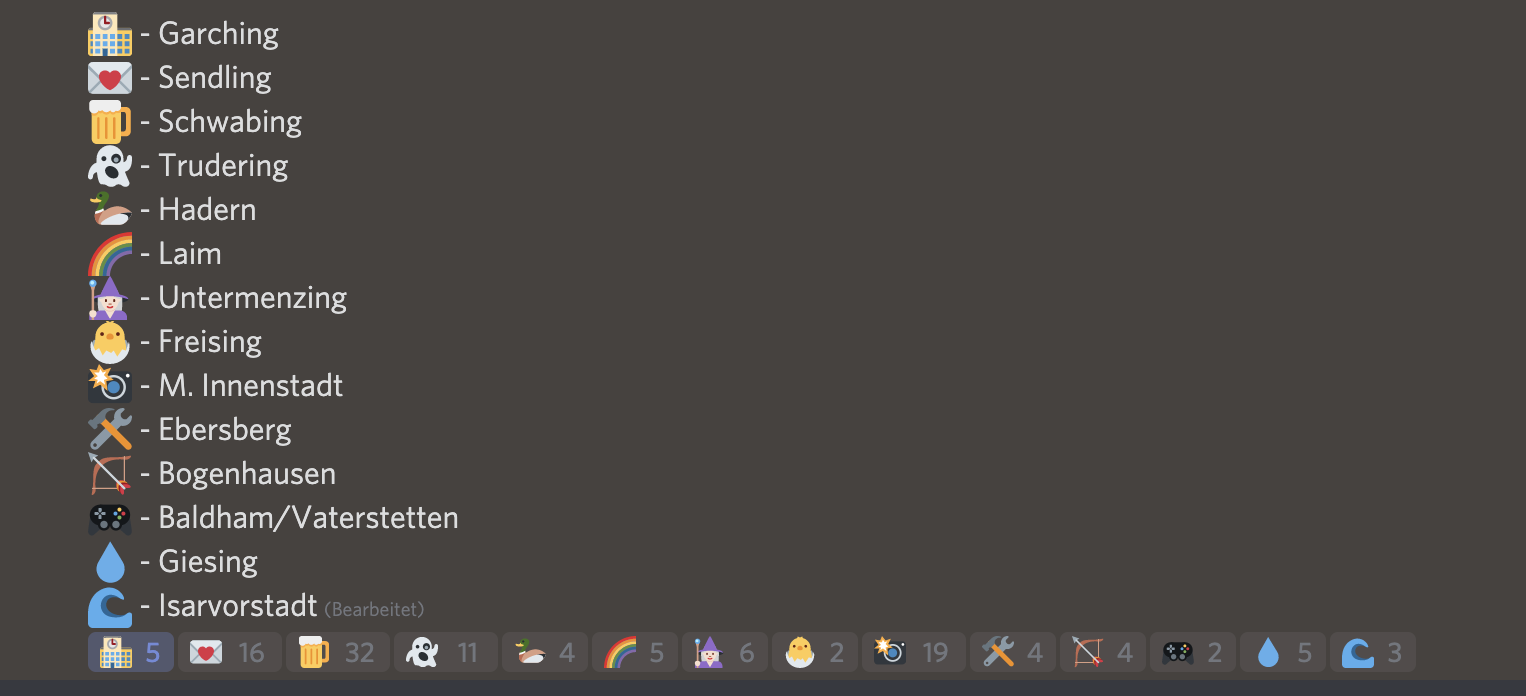 - Garching
- Sendling
- Schwabing
- Trudering
- Hadern
- Laim
- Untermenzing
- Freising
- M. Innenstadt
- Ebersberg
- Bogenhausen
- Baldham/Vaterstetten
- Giesing
- Isarvorstadt (Bearbeitet)
5 16 32 11 4 5 6 2 19 4 4 2 5 3